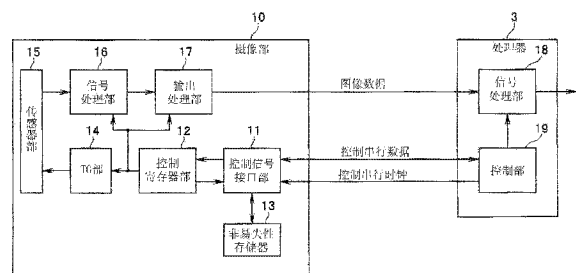 10
摄像部
3
处理器
15
传感器部
16
信号
处理部
17
输出
处理部
图像数据
18
信号
处理部
14
TG部
12
控制
寄存器部
11
控制信号
接口部
控制串行数据
控制串行时钟
19
控制部
13
非易失性
存储器